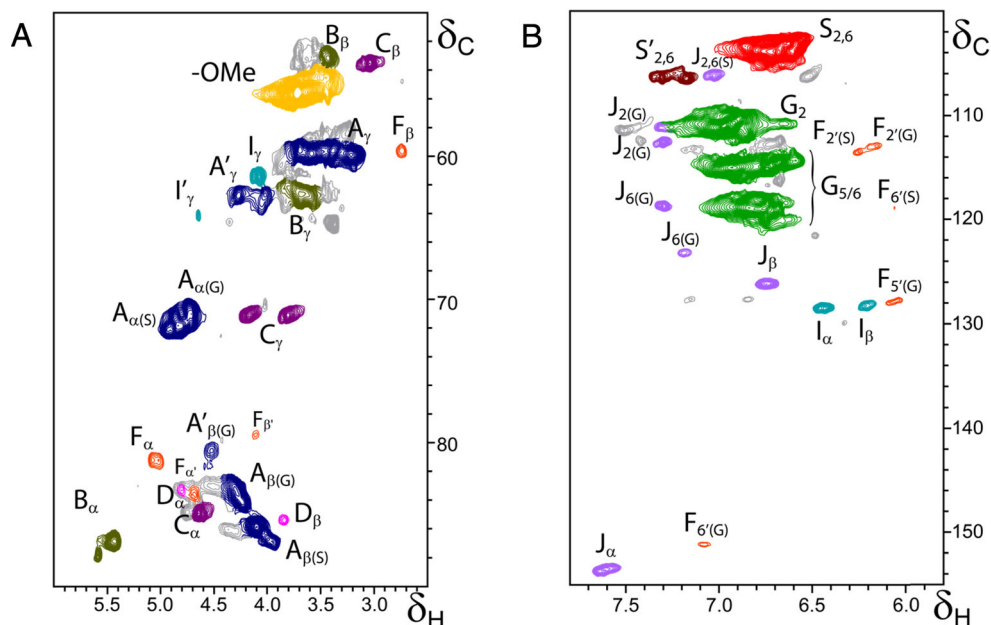 A
δC
Bβ
Cβ
-OMe
Aγ
Fβ
Iγ
A′γ
I′γ
60
Bγ
Aα(G)
Aα(S)
70
Cγ
Fα
A′β(G)
Fβ'
80
Fα'
Dα
Aβ(G)
Cα
Dβ
Bα
Aβ(S)
5.5 5.0 4.5 4.0 3.5 3.0
δH
B
δC
S2,6
S′2,6
J2,6(S)
J2(G)
G2
110
F2′(S)
F2′(G)
J2(G)
G5/6
J6(G)
F6′(S)
120
J6(G)
Jβ
F5′(G)
Iα
Iβ
130
140
F6′(G)
150
Jα
7.5 7.0 6.5 6.0
δH